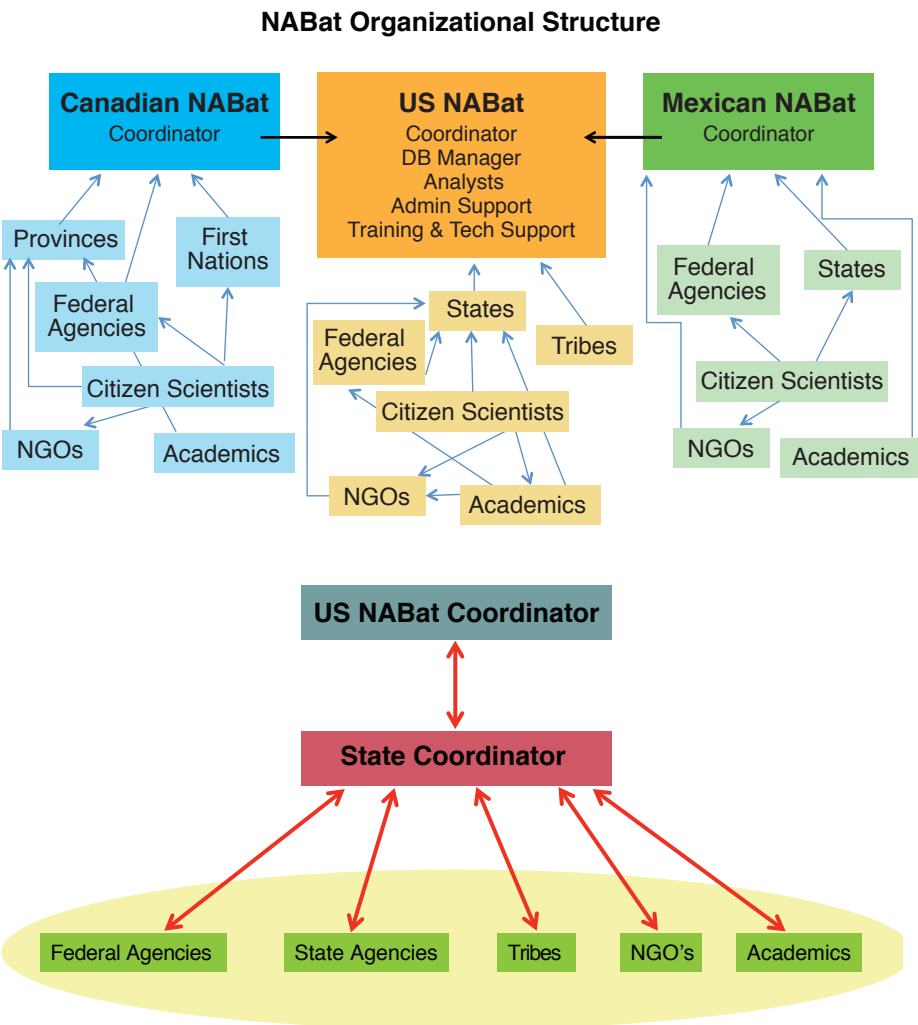 NABat Organizational Structure
Canadian NABat
Coordinator
US NABat
Coordinator
DB Manager
Analysts
Admin Support
Training & Tech Support
Mexican NABat
Coordinator
Provinces
First
Nations
Federal
Agencies
Citizen Scientists
NGOs
Academics
States
Federal
Agencies
Tribes
Citizen Scientists
NGOs
Academics
Federal
Agencies
States
Citizen Scientists
NGOs
Academics
US NABat Coordinator
State Coordinator
Federal Agencies
State Agencies
Tribes
NGO's
Academics